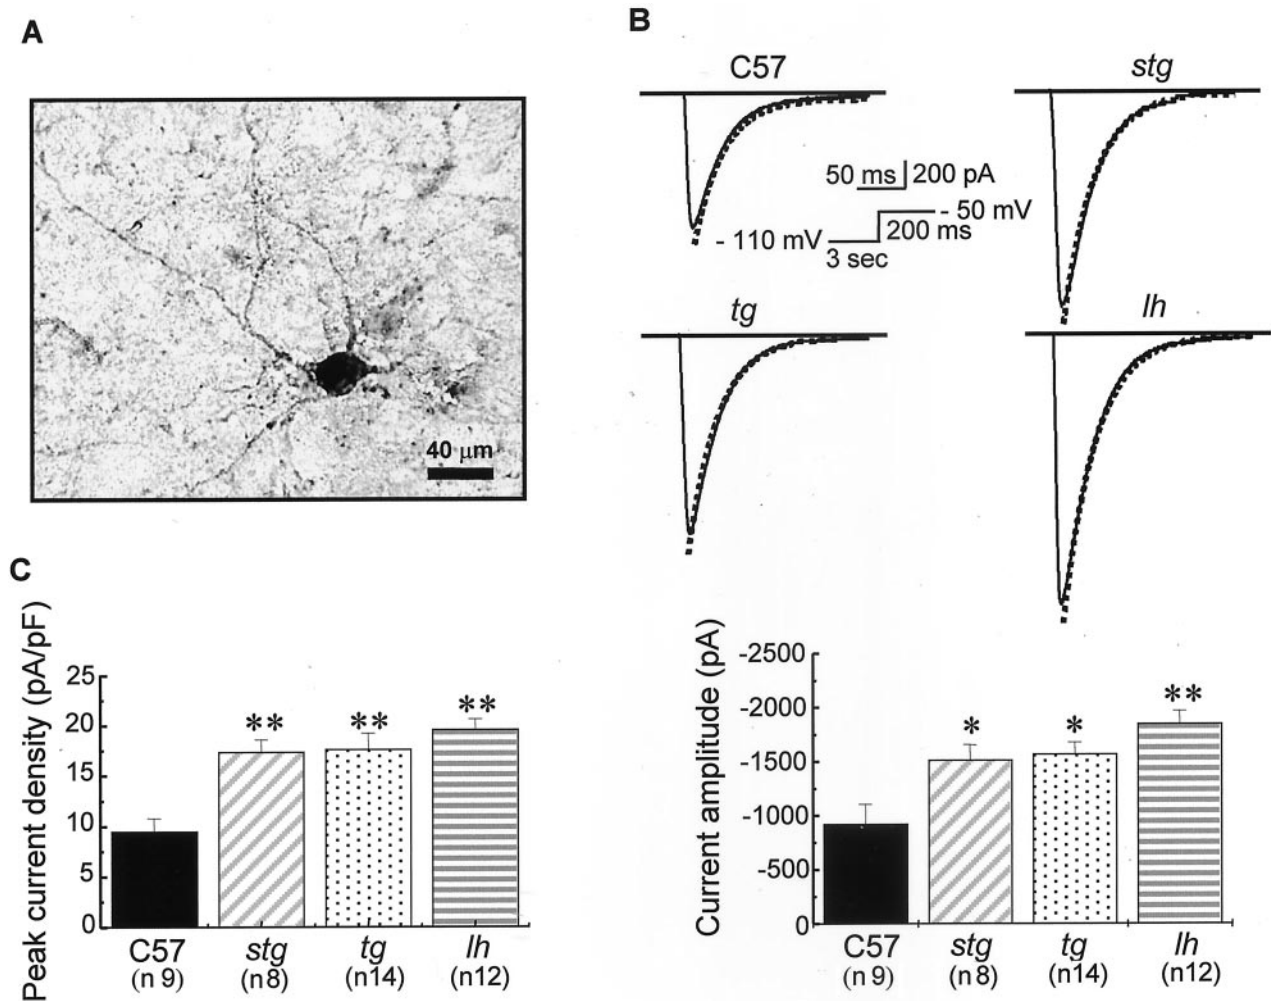 A
40 μm
B
C57
stg
50 ms 200 pA
- 50 mV
- 110 mV 200 ms
3 sec
tg
lh
C
Peak current density (pA/pF)
25
20
15
10
5
0
** ** **
C57 stg tg lh
(n 9) (n8) (n14) (n12)
Current amplitude (pA)
-2500
-2000
-1500
-1000
-500
0
* * **
C57 stg tg lh
(n 9) (n8) (n14) (n12)